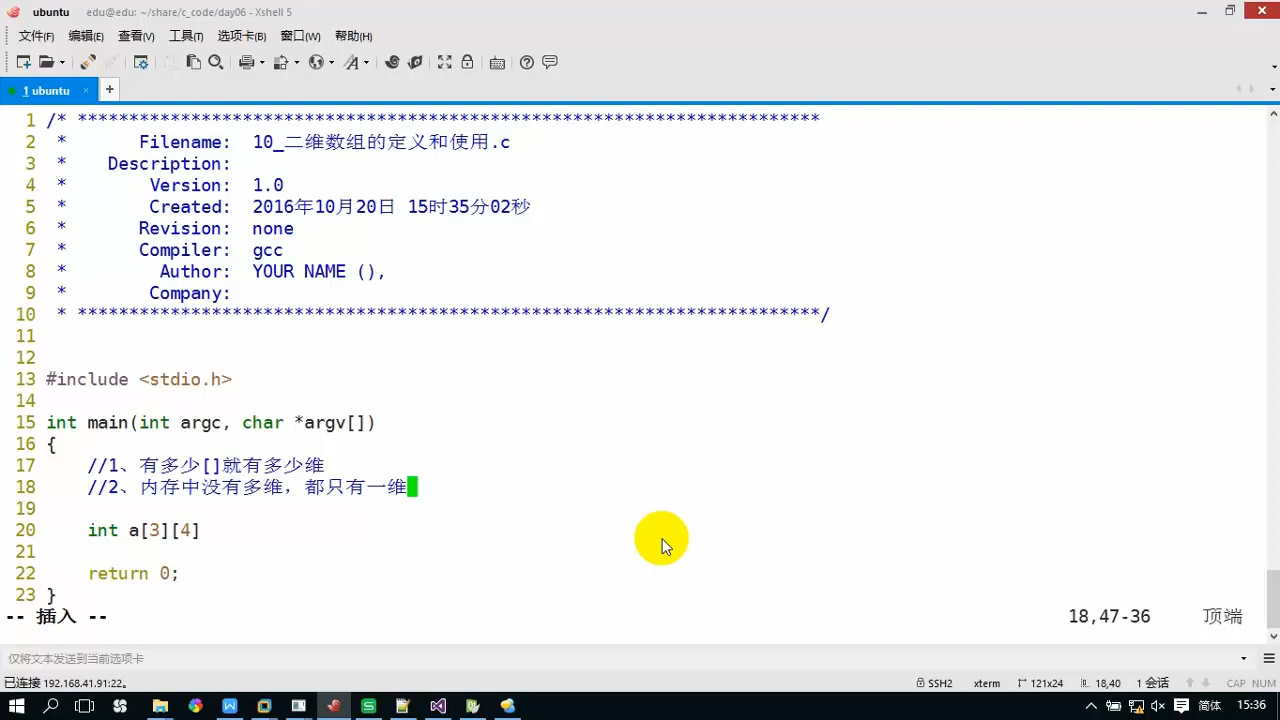 ubuntu edu@edu: ~/share/c_code/day06 - Xshell 5
文件(F) 编辑(E) 查看(V) 工具(T) 选项卡(B) 窗口(W) 帮助(H)
1 ubuntu × +
1 /* ************************************************************************
2 * Filename: 10_二维数组的定义和使用.c
3 * Description:
4 * Version: 1.0
5 * Created: 2016年10月20日 15时35分02秒
6 * Revision: none
7 * Compiler: gcc
8 * Author: YOUR NAME (),
9 * Company:
10 * ************************************************************************/
11
12
13 #include <stdio.h>
14
15 int main(int argc, char *argv[])
16 {
17 //1、有多少[]就有多少维
18 //2、内存中没有多维，都只有一维
19
20 int a[3][4]
21
22 return 0;
23 }
-- 插入 -- 18,47-36 顶端
仅将文本发送到当前选项卡
已连接 192.168.41.91:22。 SSH2 xterm 121x24 18,40 1 会话 CAP NUM
简体 15:36